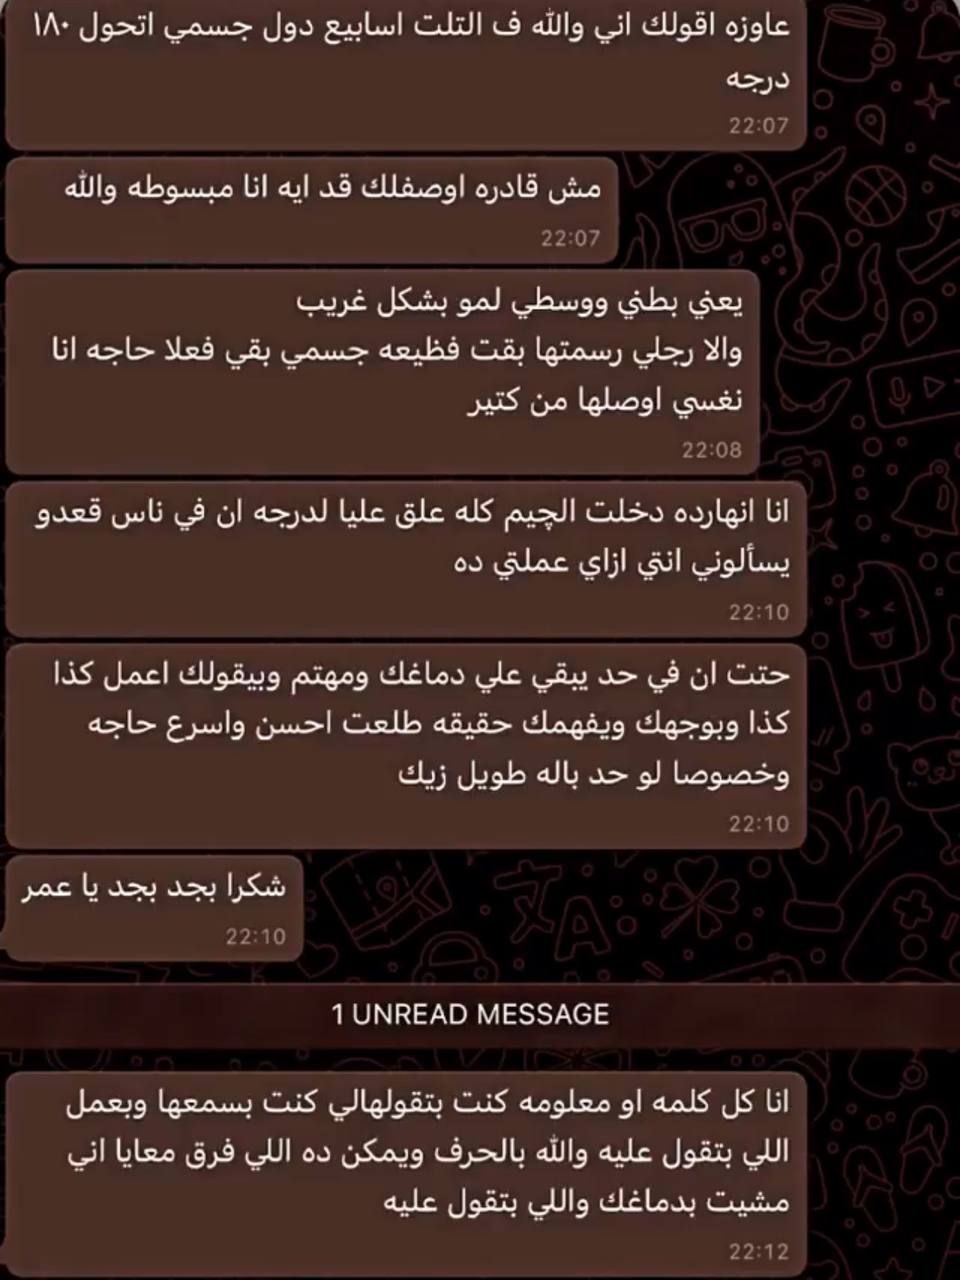 عاوزه اقولك اني والله ف التلت اسابيع دول جسمي اتحول ١٨٠
درجه
22:07
مش قادره اوصفلك قد ايه انا مبسوطه والله
22:07
يعني بطني ووسطي لمو بشكل غريب
والا رجلي رسمتها بقت فظيعه جسمي بقي فعلا حاجه انا
نغسي اوصلها من كتير
22:08
انا انهارده دخلت الچيم كله علق عليا لدرجه ان في ناس قعدو
يسألوني انتي ازاي عملتي ده
22:10
حتت ان في حد يبقي علي دماغك ومهتم وبيقولك اعمل كذا
كذا وبوجهك ويفهمك حقيقه طلعت احسن واسرع حاجه
وخصوصا لو حد باله طويل زيك
22:10
شكرا بجد بجد يا عمر
22:10
1 UNREAD MESSAGE
انا كل كلمه او معلومه كنت بتقولهالي كنت بسمعها وبعمل
اللي بتقول عليه والله بالحرف ويمكن ده اللي فرق معايا اني
مشيت بدماغك واللي بتقول عليه
22:12